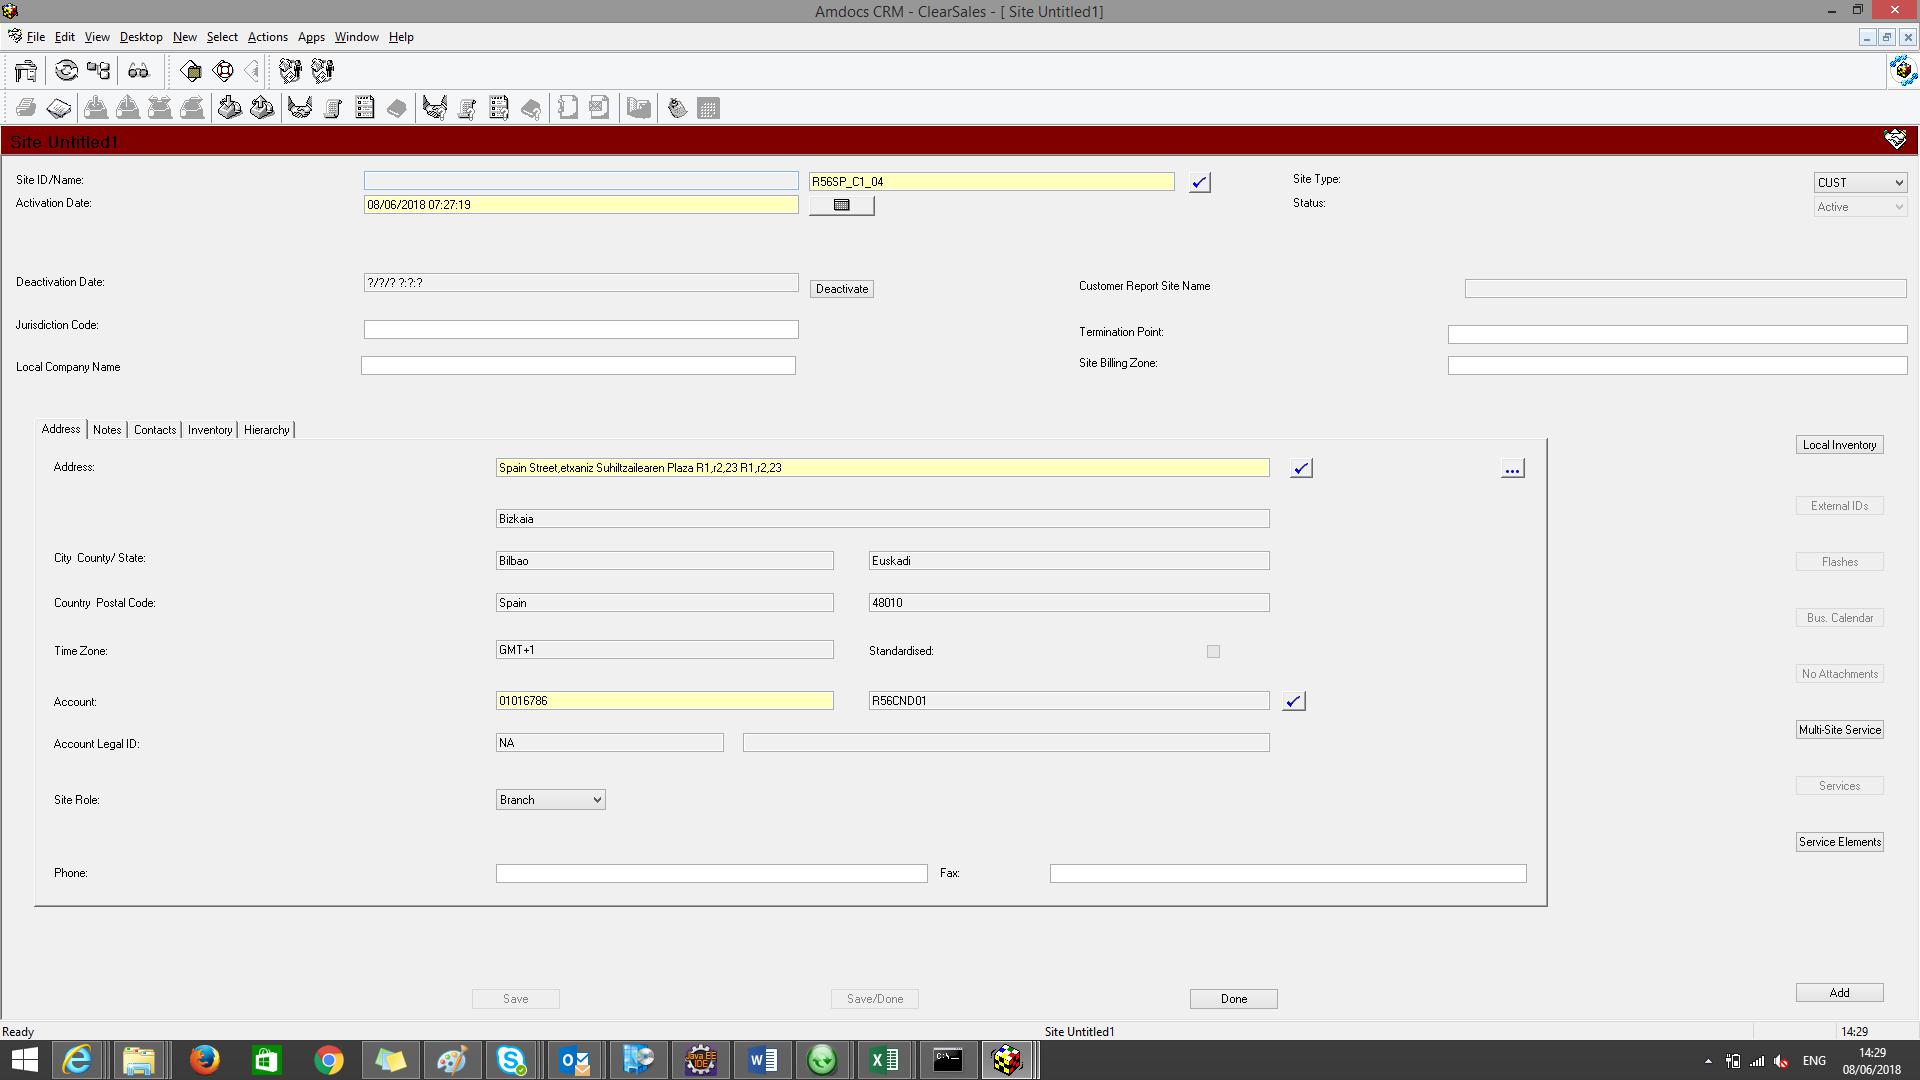 Amdocs CRM - ClearSales - [ Site Untitled1]
File Edit View Desktop New Select Actions Apps Window Help
Site Untitled1
Site ID/Name: R56SP_C1_04 Site Type: CUST
Activation Date: 08/06/2018 07:27:19 Status: Active
Deactivation Date: ?/?/? ?:?:? Deactivate Customer Report Site Name
Jurisdiction Code: Termination Point:
Local Company Name Site Billing Zone:
Address Notes Contacts Inventory Hierarchy
Local Inventory
Address: Spain Street,etxaniz Suhiltzailearen Plaza R1,r2,23 R1,r2,23 ...
External IDs
Bizkaia
City County/ State: Bilbao Euskadi
Flashes
Country Postal Code: Spain 48010
Bus. Calendar
Time Zone: GMT+1 Standardised:
No Attachments
Account: 01016786 R56CND01
Multi-Site Service
Account Legal ID: NA
Services
Site Role: Branch
Service Elements
Phone: Fax:
Save Save/Done Done Add
Ready Site Untitled1 14:29
Java EE
IDE
C:\_
ENG
14:29
08/06/2018